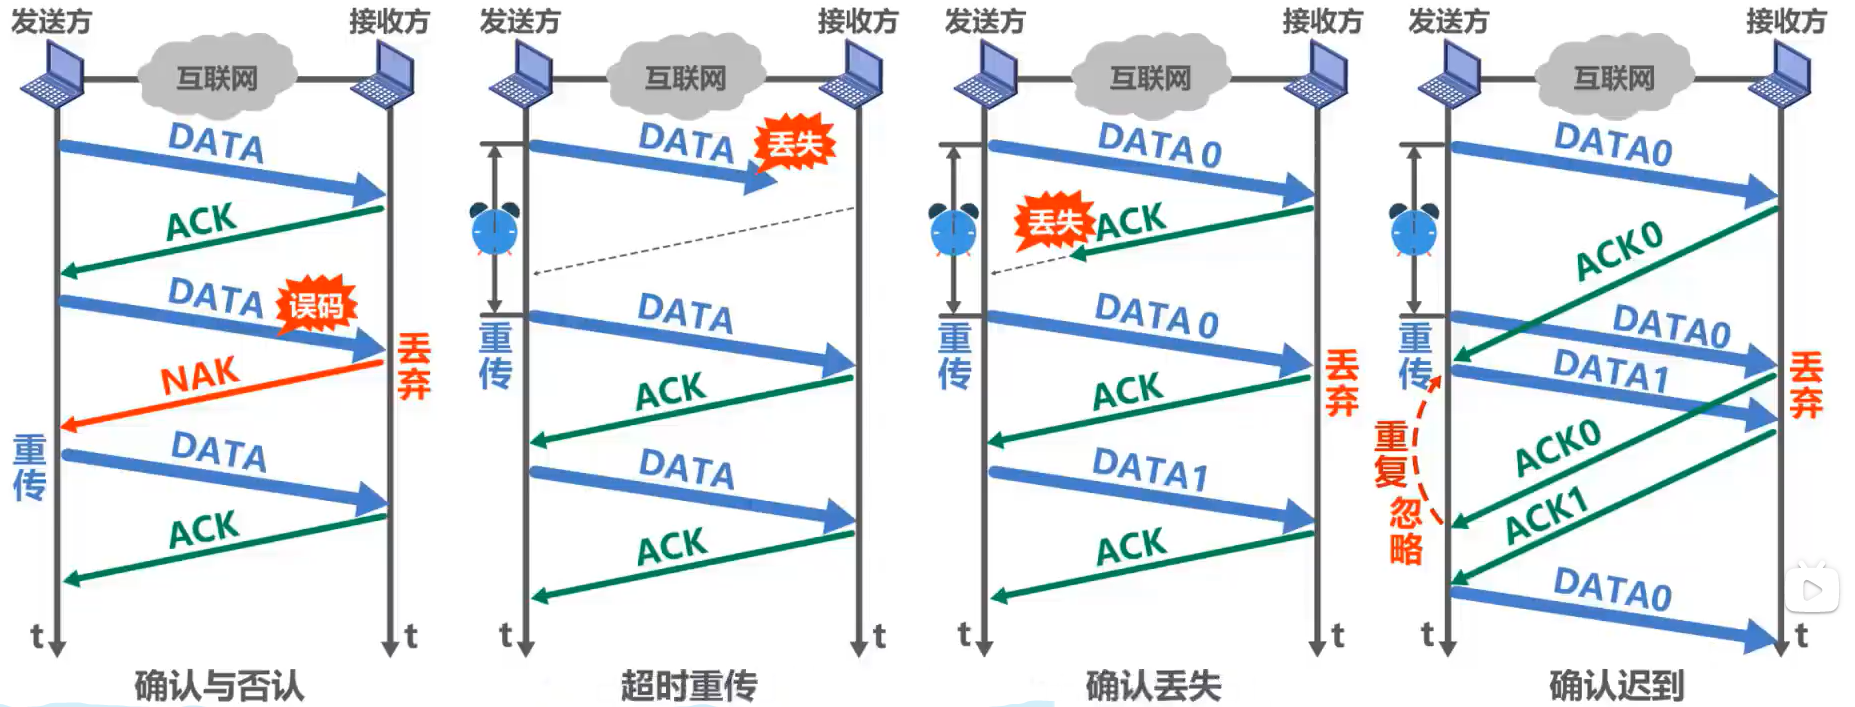 发送方
接收方
互联网
DATA
ACK
DATA
误码
丢弃
NAK
重传
DATA
ACK
t
t
确认与否认
发送方
接收方
互联网
DATA
丢失
重传
DATA
ACK
DATA
ACK
t
t
超时重传
发送方
接收方
互联网
DATA 0
丢失
ACK
重传
DATA 0
丢弃
ACK
DATA1
ACK
t
t
确认丢失
发送方
接收方
互联网
DATA0
ACK0
重传
DATA0
DATA1
丢弃
重复
忽略
ACK0
ACK1
DATA0
t
t
确认迟到